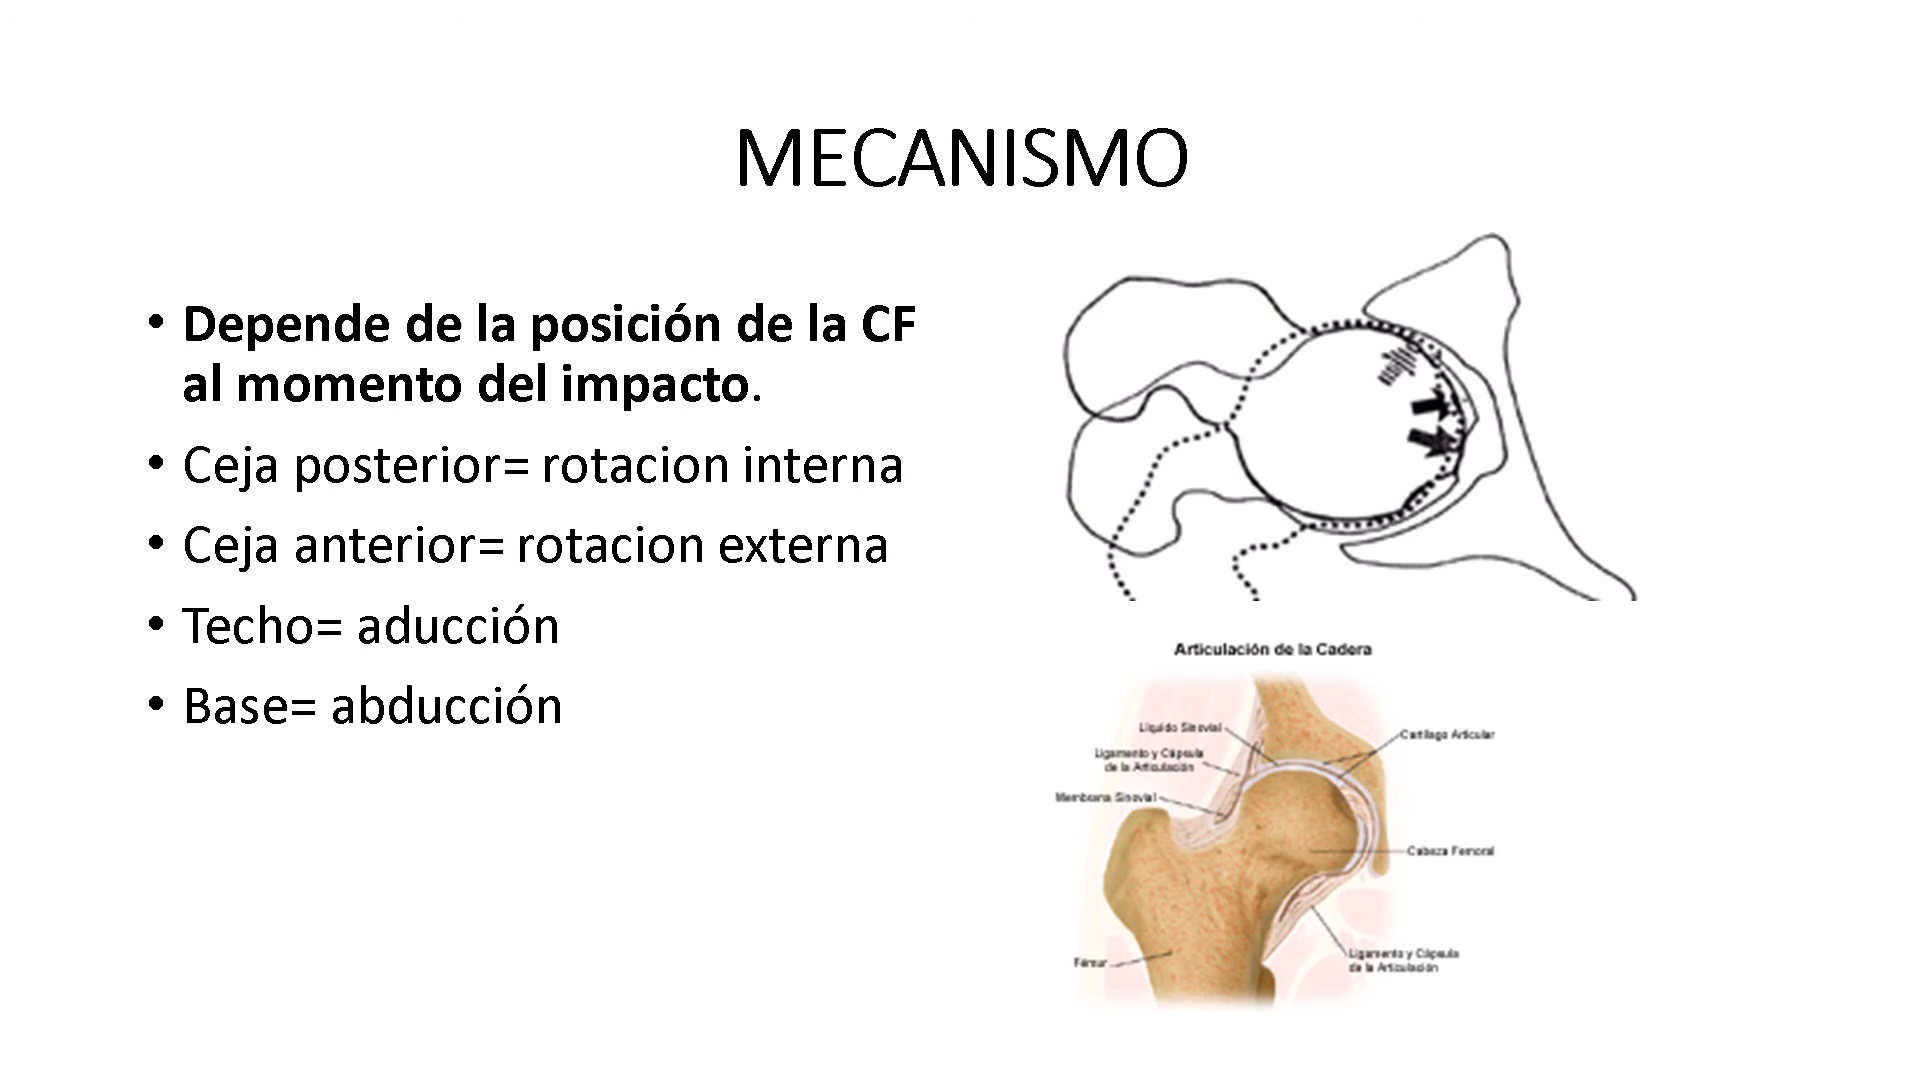 MECANISMO
• Depende de la posición de la CF
al momento del impacto.
• Ceja posterior= rotacion interna
• Ceja anterior= rotacion externa
• Techo= aducción
• Base= abducción
Articulación de la Cadera
Líquido Sinovial
Cartílago Articular
Ligamento y Cápsula
de la Articulación
Membrana Sinovial
Cabeza Femoral
Ligamento y Cápsula
de la Articulación
Fémur